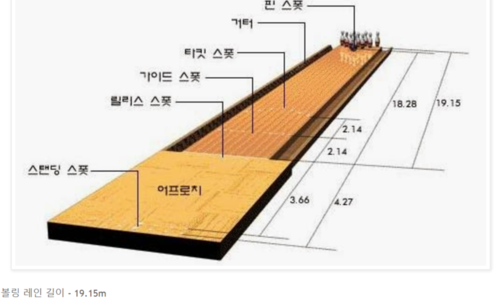 핀 스폿
거터
타킷 스폿
가이드 스폿
릴리스 스폿
18.28
19.15
2.14
2.14
스탠딩 스폿
어프로치
3.66
4.27
볼링 레인 길이 - 19.15m